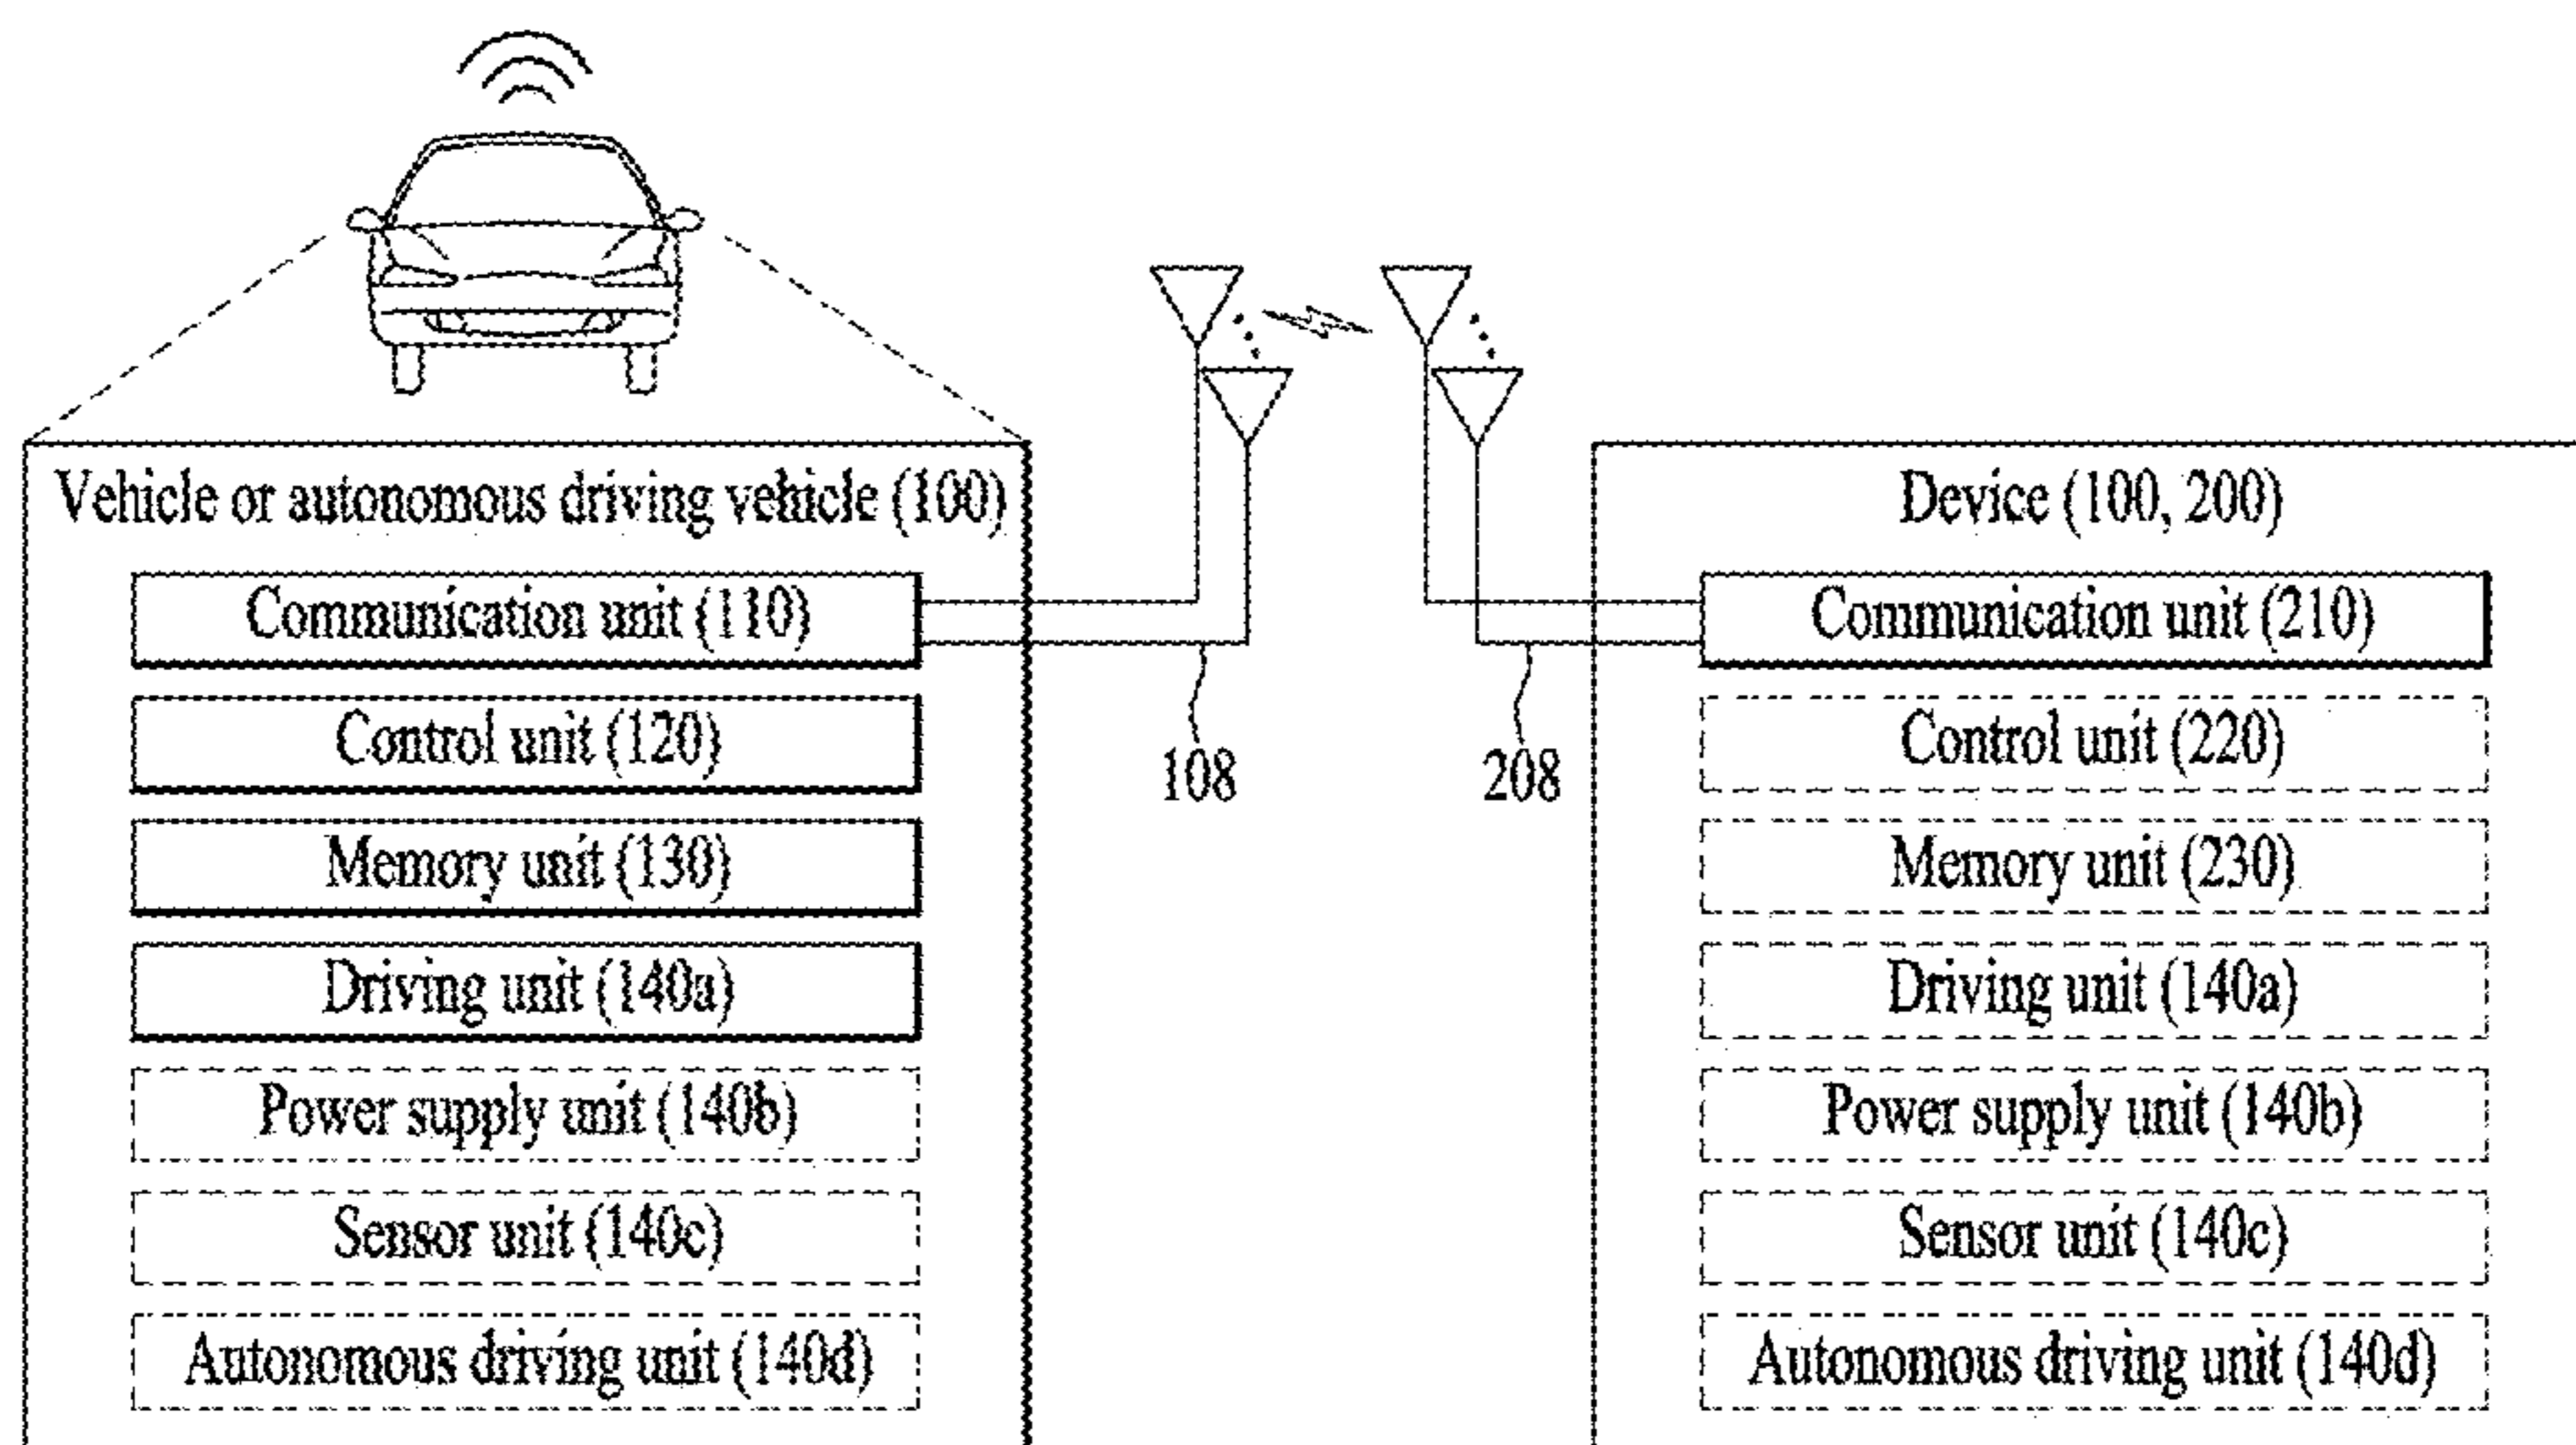 Vehicle or autonomous driving vehicle (100)
Communication unit (110)
Control unit (120)
Memory unit (130)
Driving unit (140a)
Power supply unit (140b)
Sensor unit (140c)
Autonomous driving unit (140d)
108
208
Device (100, 200)
Communication unit (210)
Control unit (220)
Memory unit (230)
Driving unit (140a)
Power supply unit (140b)
Sensor unit (140c)
Autonomous driving unit (140d)